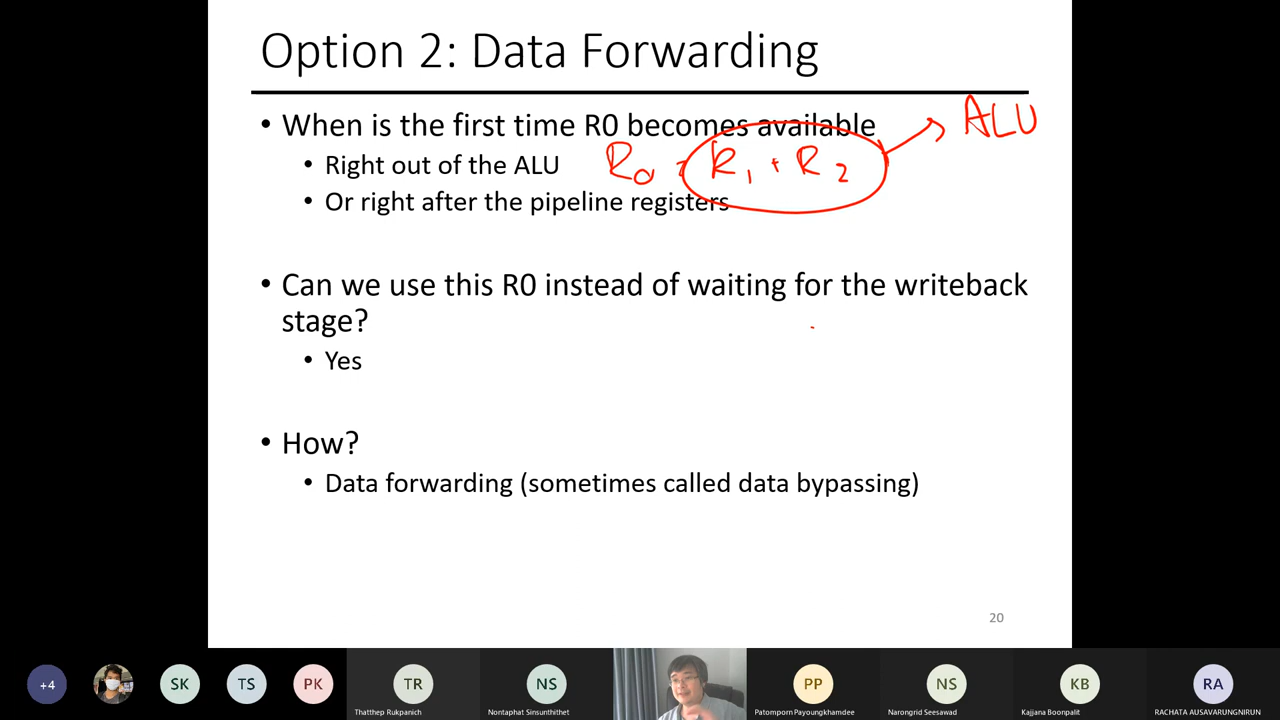 Option 2: Data Forwarding
• When is the first time R0 becomes available
• Right out of the ALU
R0 = R1 + R2
ALU
• Or right after the pipeline registers
• Can we use this R0 instead of waiting for the writeback
stage?
• Yes
• How?
• Data forwarding (sometimes called data bypassing)
20
+4
SK
TS
PK
TR
NS
PP
NS
KB
RA
Thatthep Rukpanich
Nontaphat Sinsunthithet
Patomporn Payoungkhamdee
Narongrid Seesawad
Kajjana Boonpalit
RACHATA AUSAVARUNGNIRUN